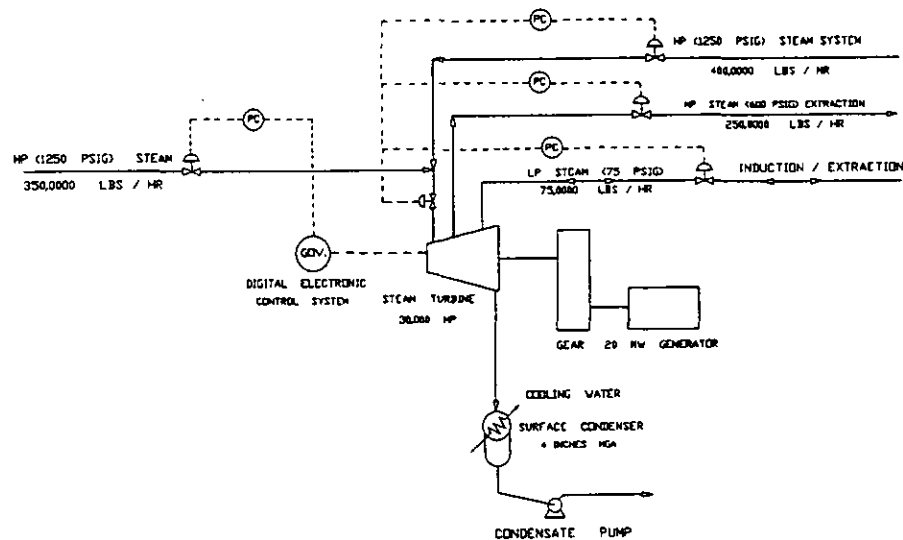 PC
HP (1250 PSIG) STEAM SYSTEM
400,0000 LBS / HR
PC
HP STEAM (600 PSIG) EXTRACTION
250,0000 LBS / HR
PC
HP (1250 PSIG) STEAM
350,0000 LBS / HR
PC
LP STEAM (75 PSIG)
75,0000 LBS / HR
INDUCTION / EXTRAETION
GOV.
DIGITAL ELECTRONIC
CONTROL SYSTEM
STEAM TURBINE
30,000 HP
GEAR 20 MW GENERATOR
COOLING WATER
SURFACE CONDENSER
4 INCHES HGA
CONDENSATE PUMP